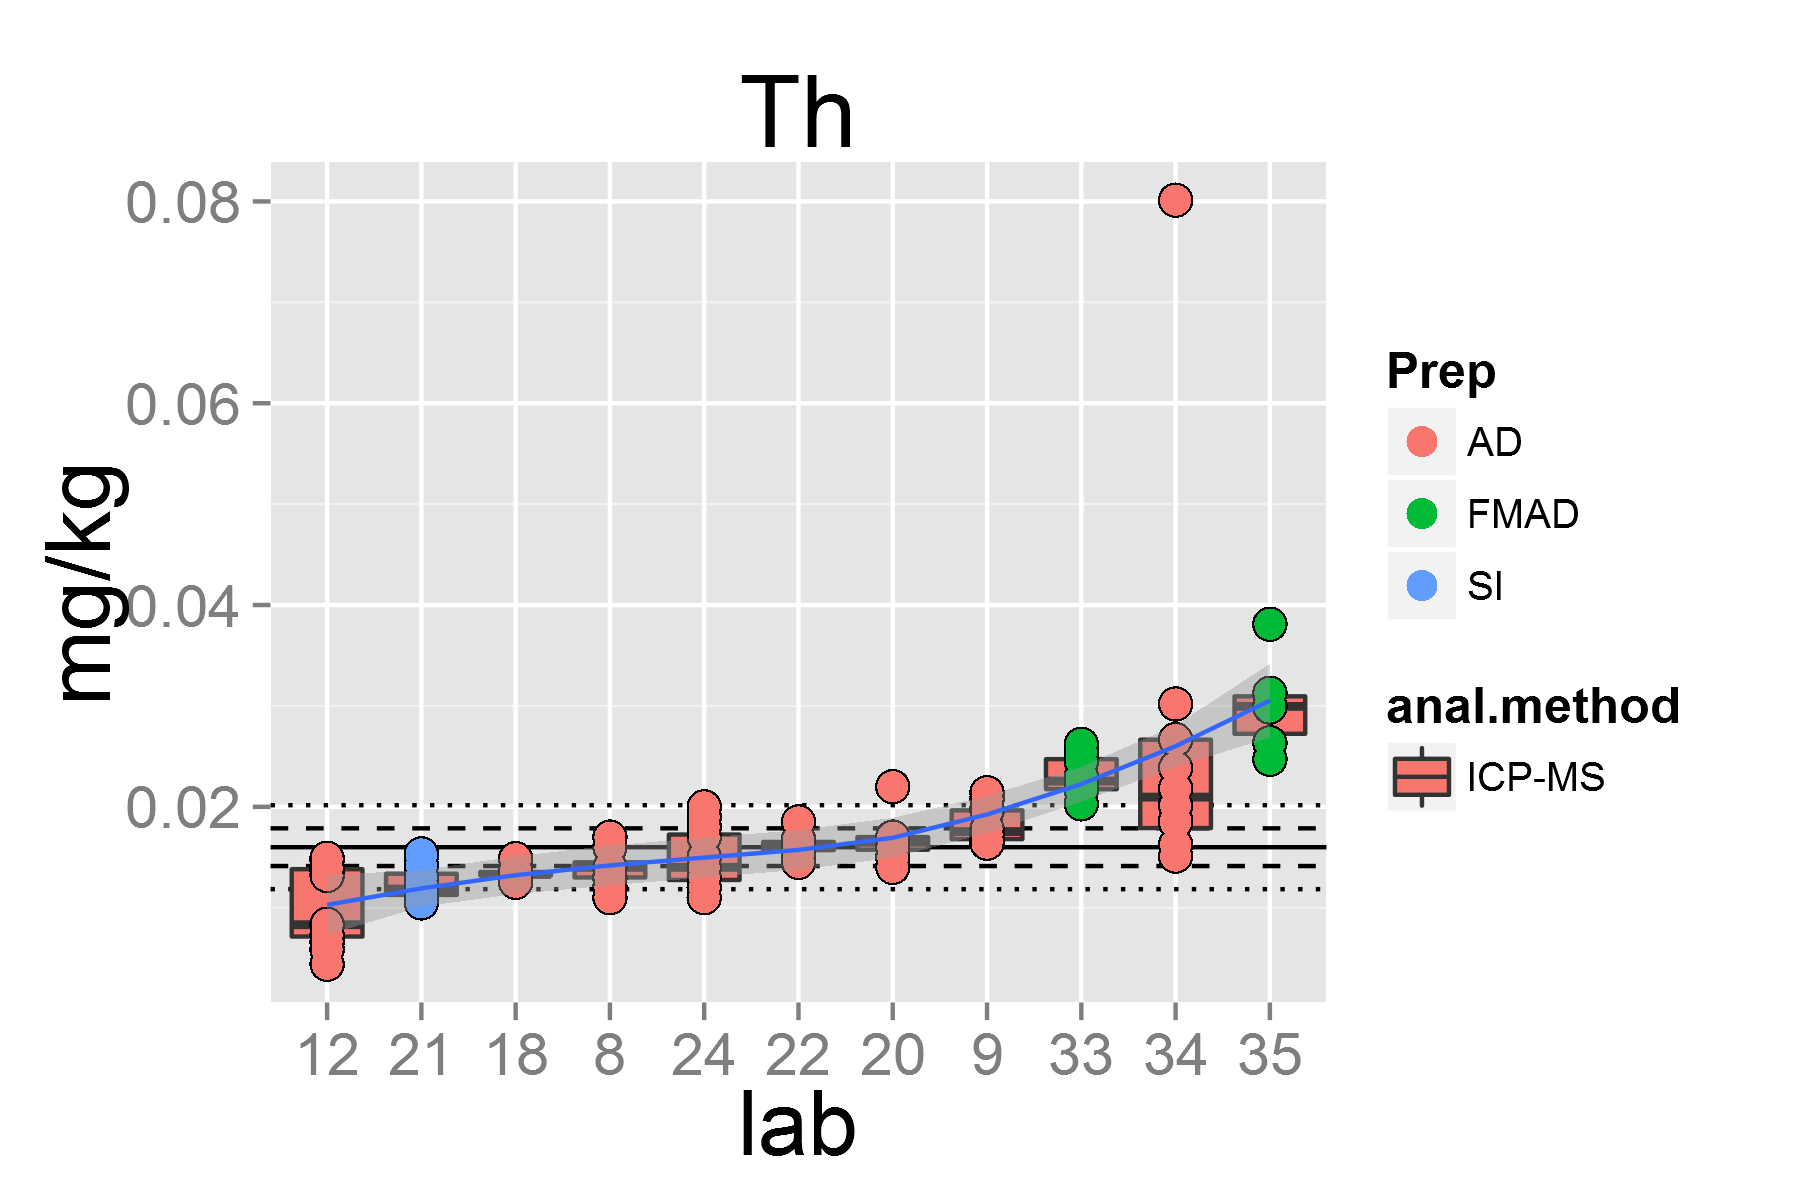 Th
mg/kg
0.08
0.06
0.04
0.02
12 21 18 8 24 22 20 9 33 34 35
lab
Prep
AD
FMAD
SI
anal.method
ICP-MS